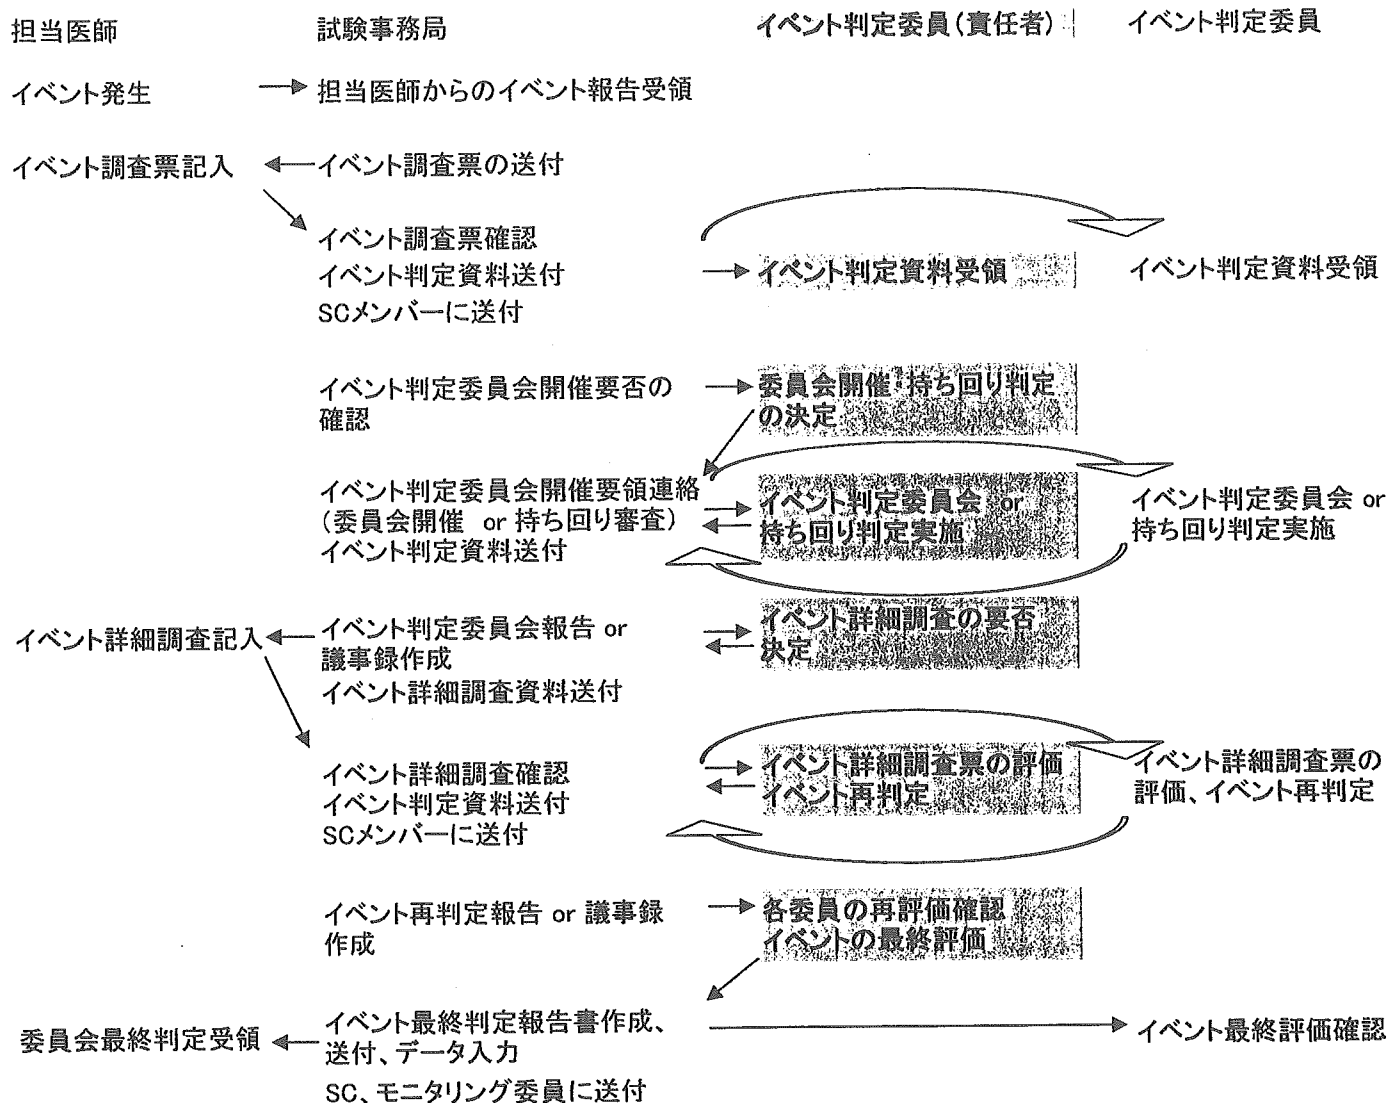 担当医師
試験事務局
イベント判定委員(責任者)
イベント判定委員
イベント発生
担当医師からのイベント報告受領
イベント調査票記入
イベント調査票の送付
イベント調査票確認
イベント判定資料送付
SCメンバーに送付
イベント判定資料受領
イベント判定資料受領
イベント判定委員会開催要否の
確認
委員会開催・持ち回り判定
の決定
イベント判定委員会開催要領連絡
(委員会開催 or 持ち回り審査)
イベント判定資料送付
イベント判定委員会 or
持ち回り判定実施
イベント判定委員会 or
持ち回り判定実施
イベント詳細調査記入
イベント判定委員会報告 or
議事録作成
イベント詳細調査資料送付
イベント詳細調査の要否
決定
イベント詳細調査確認
イベント判定資料送付
SCメンバーに送付
イベント詳細調査票の評価
イベント再判定
イベント詳細調査票の
評価、イベント再判定
イベント再判定報告 or 議事録
作成
各委員の再評価確認
イベントの最終評価
委員会最終判定受領
イベント最終判定報告書作成、
送付、データ入力
SC、モニタリング委員に送付
イベント最終評価確認